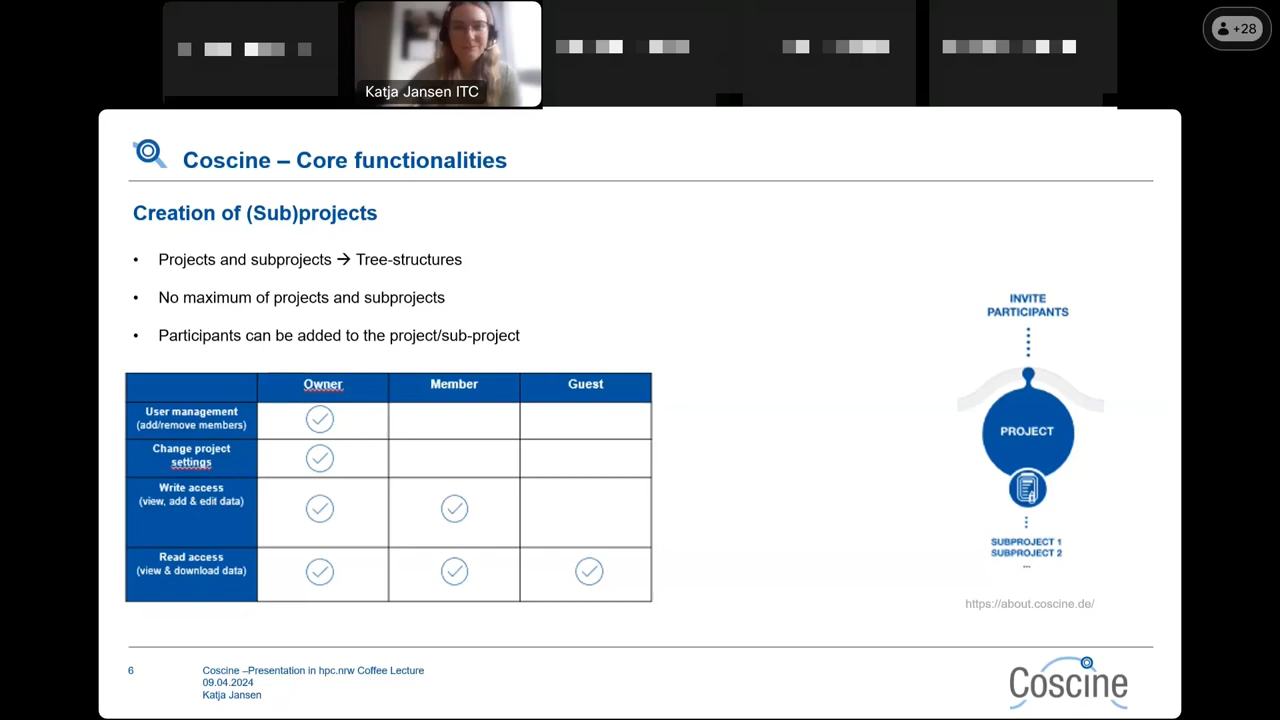 +28
Katja Jansen ITC
Coscine – Core functionalities
Creation of (Sub)projects
• Projects and subprojects → Tree-structures
• No maximum of projects and subprojects
• Participants can be added to the project/sub-project
Owner Member Guest
User management
(add/remove members)
Change project
settings
Write access
(view, add & edit data)
Read access
(view & download data)
INVITE
PARTICIPANTS
PROJECT
SUBPROJECT 1
SUBPROJECT 2
...
https://about.coscine.de/
6
Coscine –Presentation in hpc.nrw Coffee Lecture
09.04.2024
Katja Jansen
Coscine